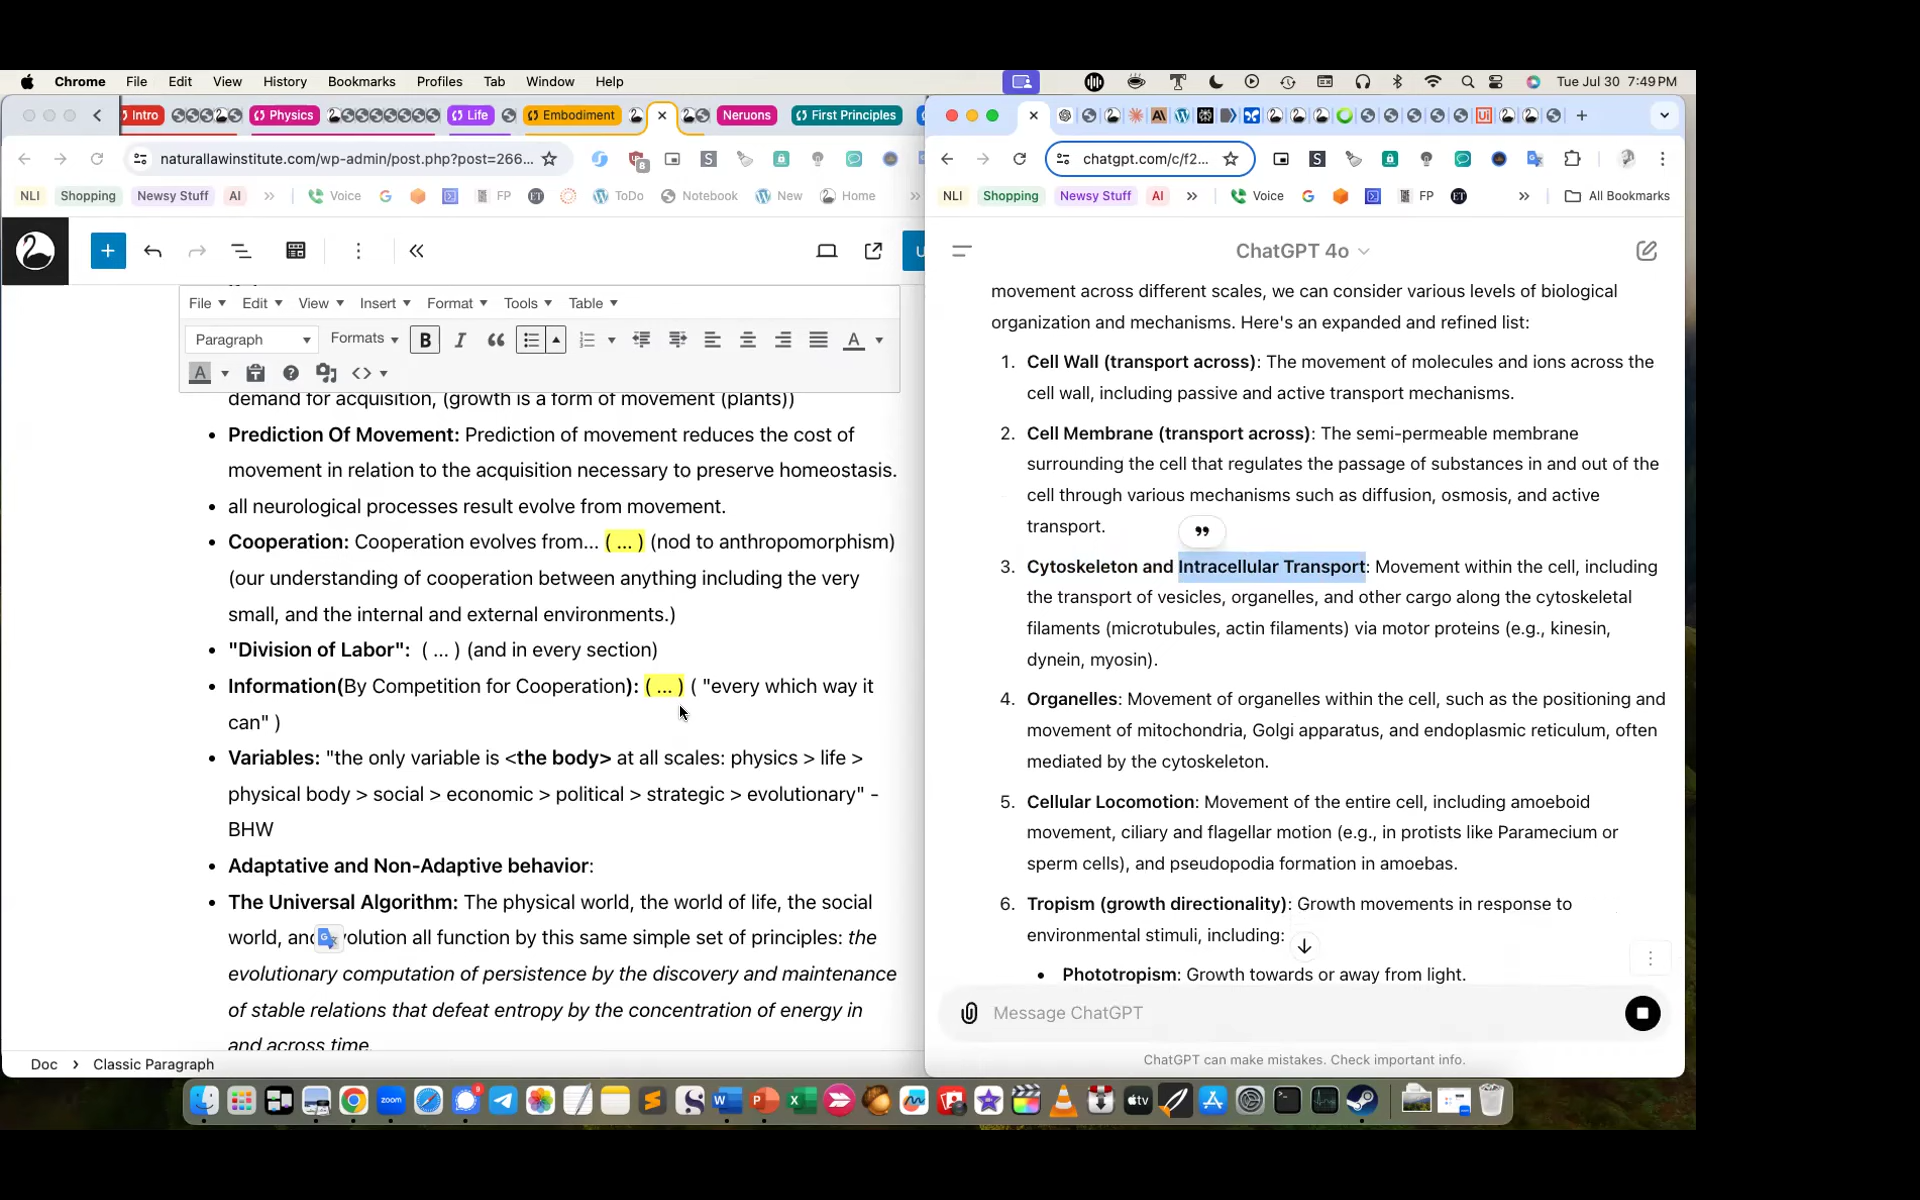 Chrome File Edit View History Bookmarks Profiles Tab Window Help
Tue Jul 30 7:49 PM
Intro Physics Life Embodiment Neruons First Principles
naturallawinstitute.com/wp-admin/post.php?post=266...
8
NLI Shopping Newsy Stuff AI » Voice FP ET ToDo Notebook New Home »
File Edit View Insert Format Tools Table
Paragraph Formats B I A
A
demand for acquisition, (growth is a form of movement (plants))
• Prediction Of Movement: Prediction of movement reduces the cost of
movement in relation to the acquisition necessary to preserve homeostasis.
• all neurological processes result evolve from movement.
• Cooperation: Cooperation evolves from... ( ... ) (nod to anthropomorphism)
(our understanding of cooperation between anything including the very
small, and the internal and external environments.)
• "Division of Labor": ( ... ) (and in every section)
• Information(By Competition for Cooperation): ( ... ) ( "every which way it
can" )
• Variables: "the only variable is <the body> at all scales: physics > life >
physical body > social > economic > political > strategic > evolutionary" -
BHW
• Adaptative and Non-Adaptive behavior:
• The Universal Algorithm: The physical world, the world of life, the social
world, and volution all function by this same simple set of principles: the
evolutionary computation of persistence by the discovery and maintenance
of stable relations that defeat entropy by the concentration of energy in
and across time.
Doc › Classic Paragraph
chatgpt.com/c/f2...
NLI Shopping Newsy Stuff AI » Voice FP ET » All Bookmarks
ChatGPT 4o
movement across different scales, we can consider various levels of biological
organization and mechanisms. Here's an expanded and refined list:
1. Cell Wall (transport across): The movement of molecules and ions across the
cell wall, including passive and active transport mechanisms.
2. Cell Membrane (transport across): The semi-permeable membrane
surrounding the cell that regulates the passage of substances in and out of the
cell through various mechanisms such as diffusion, osmosis, and active
transport.
3. Cytoskeleton and Intracellular Transport: Movement within the cell, including
the transport of vesicles, organelles, and other cargo along the cytoskeletal
filaments (microtubules, actin filaments) via motor proteins (e.g., kinesin,
dynein, myosin).
4. Organelles: Movement of organelles within the cell, such as the positioning and
movement of mitochondria, Golgi apparatus, and endoplasmic reticulum, often
mediated by the cytoskeleton.
5. Cellular Locomotion: Movement of the entire cell, including amoeboid
movement, ciliary and flagellar motion (e.g., in protists like Paramecium or
sperm cells), and pseudopodia formation in amoebas.
6. Tropism (growth directionality): Growth movements in response to
environmental stimuli, including:
• Phototropism: Growth towards or away from light.
Message ChatGPT
ChatGPT can make mistakes. Check important info.
zoom
tv